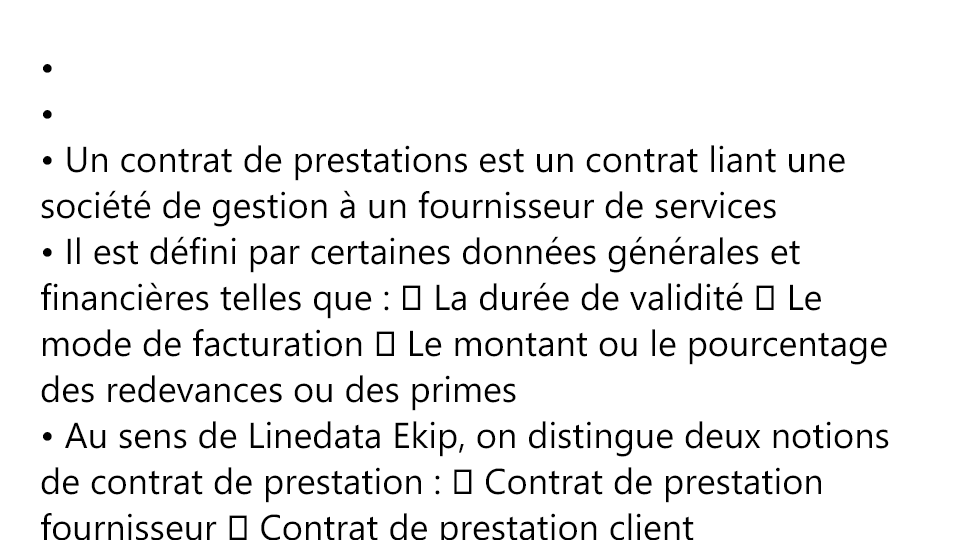 •
•
• Un contrat de prestations est un contrat liant une
société de gestion à un fournisseur de services
• Il est défini par certaines données générales et
financières telles que : 􀀀 La durée de validité 􀀀 Le
mode de facturation 􀀀 Le montant ou le pourcentage
des redevances ou des primes
• Au sens de Linedata Ekip, on distingue deux notions
de contrat de prestation : 􀀀 Contrat de prestation
fournisseur 􀀀 Contrat de prestation client